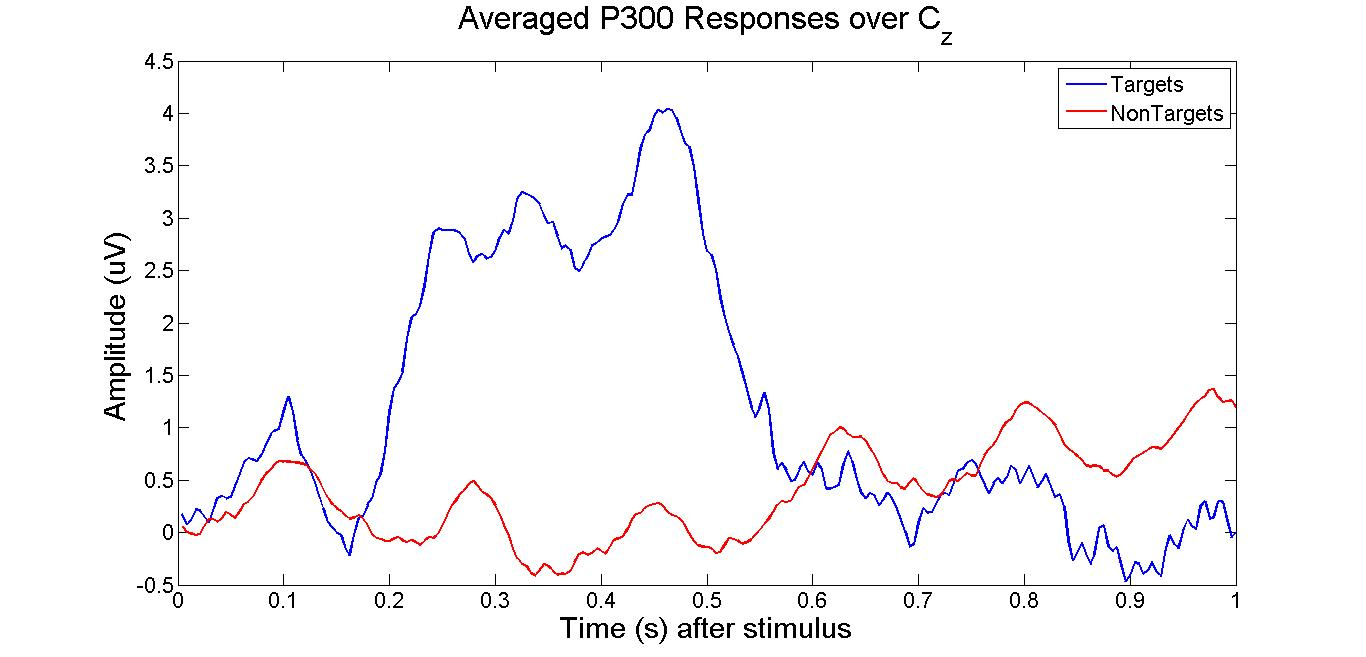 Averaged P300 Responses over Cz
Targets
NonTargets
Amplitude (uV)
4.5
4
3.5
3
2.5
2
1.5
1
0.5
0
-0.5
0 0.1 0.2 0.3 0.4 0.5 0.6 0.7 0.8 0.9 1
Time (s) after stimulus